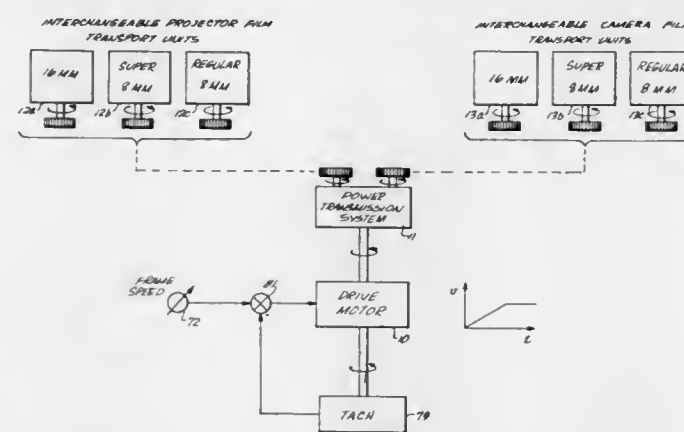 INTERCHANGEABLE PROJECTOR FILM
TRANSPORT UNITS
16 MM
SUPER
8 MM
REGULAR
8 MM
12a
12b
12c
INTERCHANGEABLE CAMERA FIL
TRANSPORT UNITS
16 MM
SUPER
8 MM
REGULAR
8 MM
13a
13b
13c
POWER
TRANSMISSION
SYSTEM
11
FRAME
SPEED
72
84
DRIVE
MOTOR
10
v
t
TACH
79